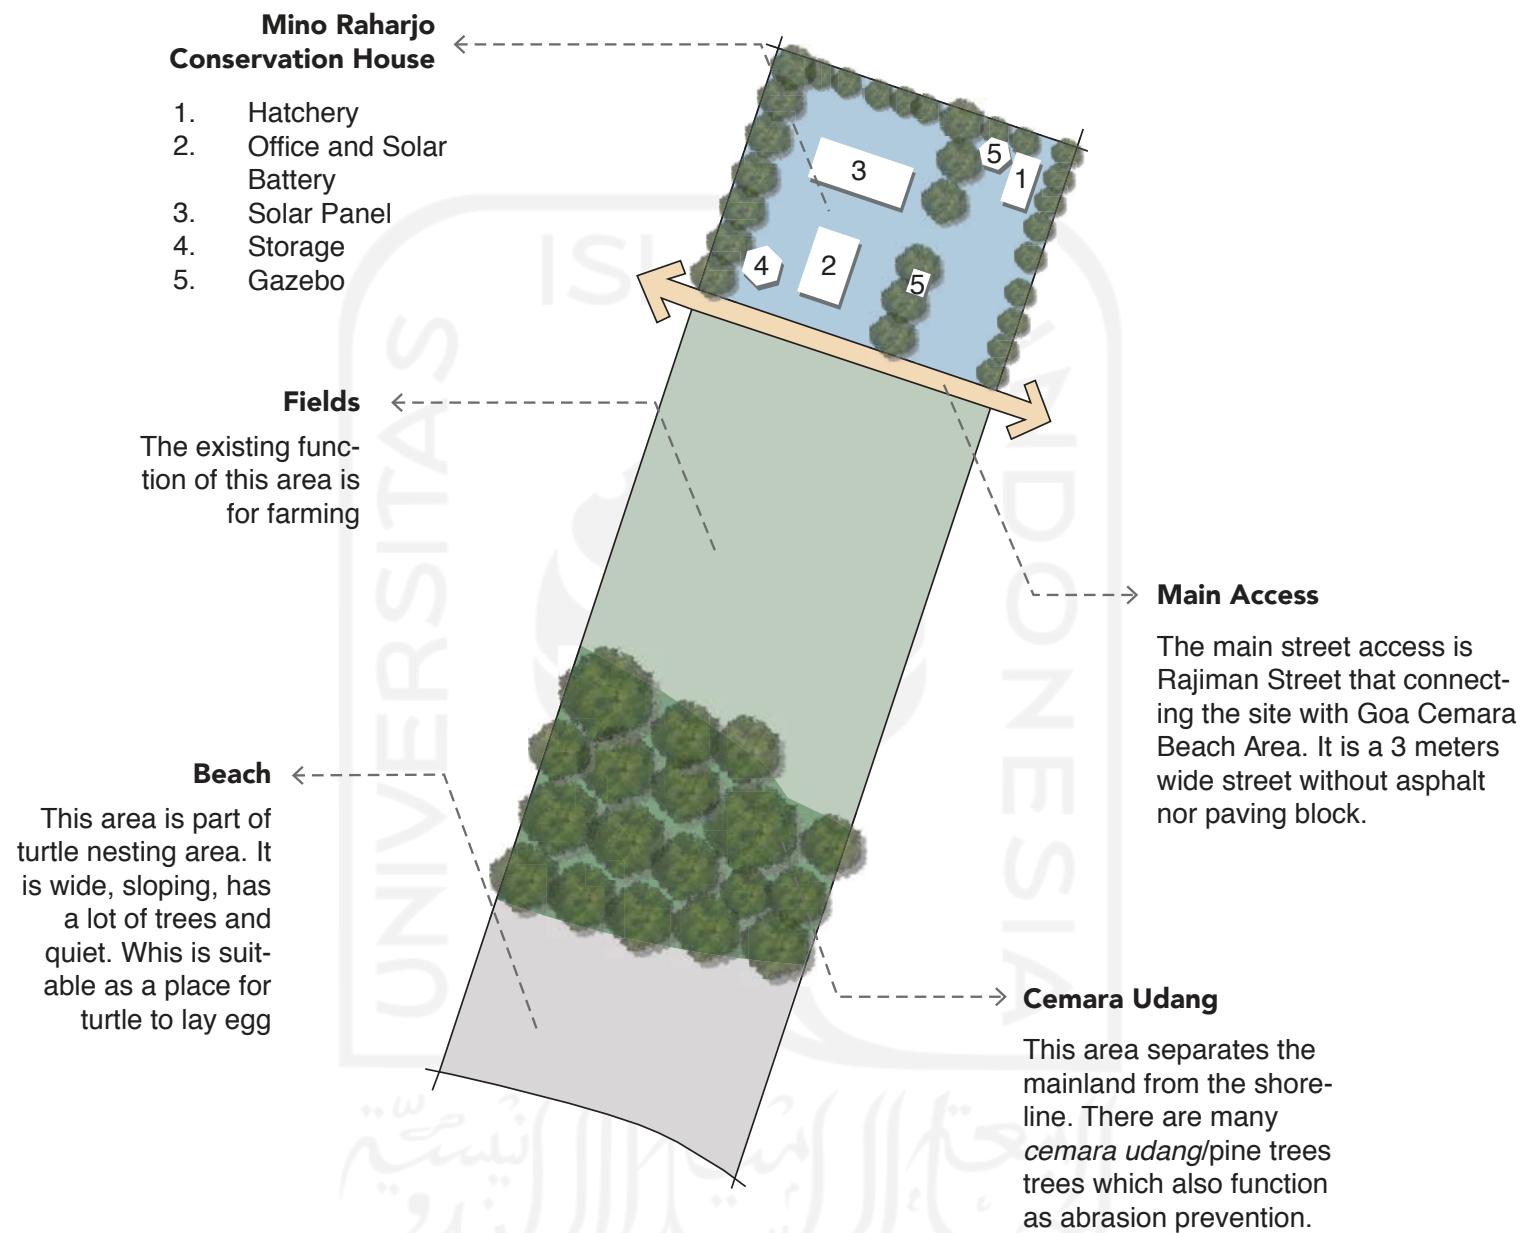 Mino Raharjo
Conservation House
1. Hatchery
2. Office and Solar
Battery
3. Solar Panel
4. Storage
5. Gazebo
3
5
1
4
2
5
Fields
The existing func-
tion of this area is
for farming
Main Access
The main street access is
Rajiman Street that connect-
ing the site with Goa Cemara
Beach Area. It is a 3 meters
wide street without asphalt
nor paving block.
Beach
This area is part of
turtle nesting area. It
is wide, sloping, has
a lot of trees and
quiet. Whis is suit-
able as a place for
turtle to lay egg
Cemara Udang
This area separates the
mainland from the shore-
line. There are many
cemara udang/pine trees
trees which also function
as abrasion prevention.
UNIVERSITAS